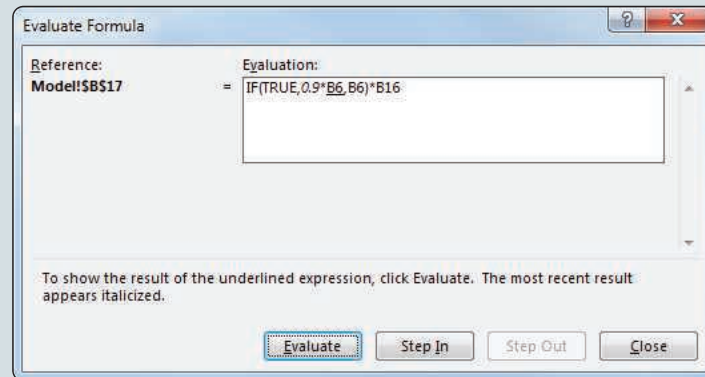 Evaluate Formula
Reference:
Evaluation:
Model!$B$17
=
IF(TRUE,0.9*B6,B6)*B16
To show the result of the underlined expression, click Evaluate. The most recent result
appears italicized.
Evaluate
Step In
Step Out
Close